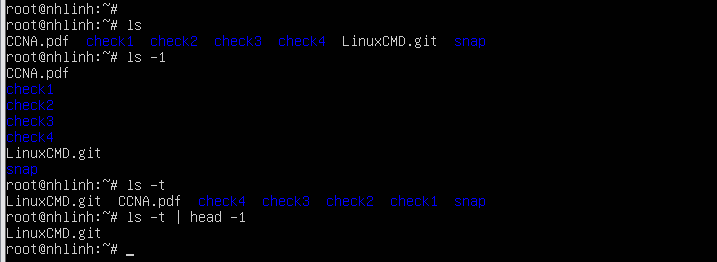 root@nhlinh:~#
root@nhlinh:~# ls
CCNA.pdf  check1  check2  check3  check4  LinuxCMD.git  snap
root@nhlinh:~# ls -1
CCNA.pdf
check1
check2
check3
check4
LinuxCMD.git
snap
root@nhlinh:~# ls -t
LinuxCMD.git  CCNA.pdf  check4  check3  check2  check1  snap
root@nhlinh:~# ls -t | head -1
LinuxCMD.git
root@nhlinh:~# _